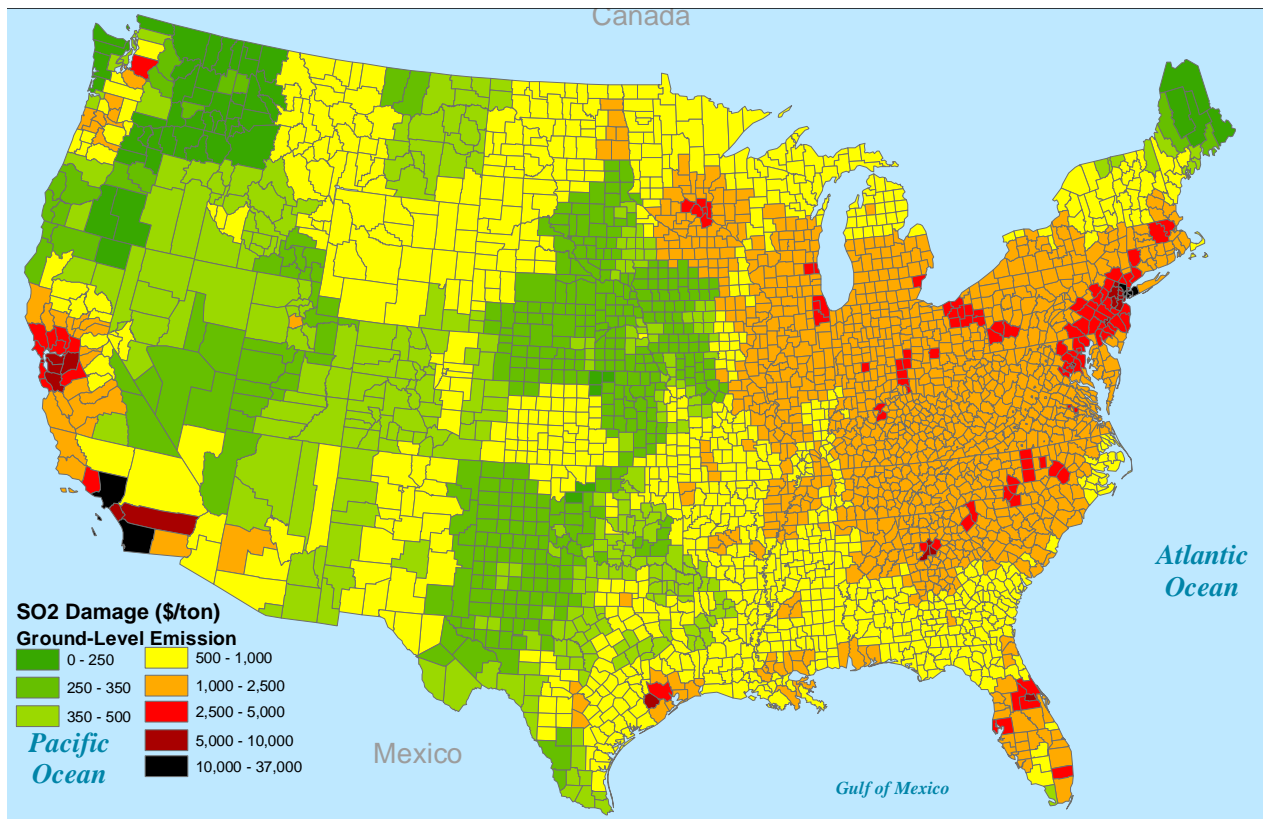 Canada
Atlantic
Ocean
SO2 Damage ($/ton)
Ground-Level Emission
0 - 250
250 - 350
350 - 500
500 - 1,000
1,000 - 2,500
2,500 - 5,000
5,000 - 10,000
10,000 - 37,000
Pacific
Ocean
Mexico
Gulf of Mexico